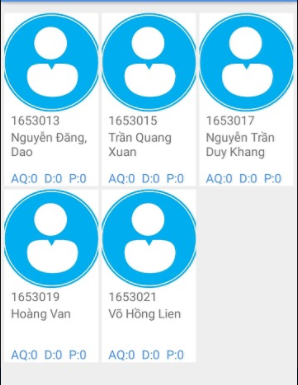 1653013
Nguyên Đăng,
Dao
AQ:0 D:0 P:0
1653015
Trần Quang
Xuan
AQ:0 D:0 P:0
1653017
Nguyên Trần
Duy Khang
AQ:0 D:0 P:0
1653019
Hoàng Van
AQ:0 D:0 P:0
1653021
Võ Hồng Lien
AQ:0 D:0 P:0